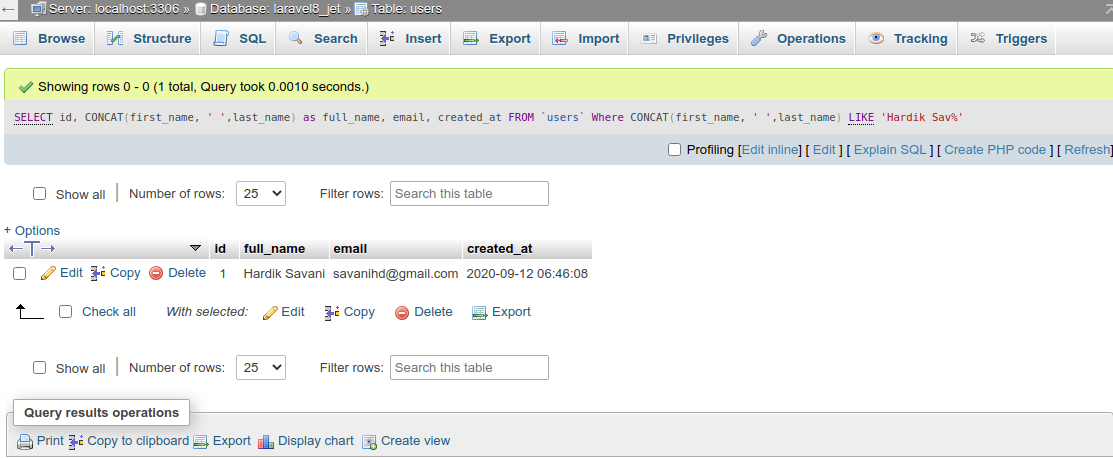 Server: localhost:3306 » Database: laravel8_jet » Table: users
Browse Structure SQL Search Insert Export Import Privileges Operations Tracking Triggers
Showing rows 0 - 0 (1 total, Query took 0.0010 seconds.)
SELECT id, CONCAT(first_name, ' ',last_name) as full_name, email, created_at FROM `users` Where CONCAT(first_name, ' ',last_name) LIKE 'Hardik Sav%'
Profiling [Edit inline] [ Edit ] [ Explain SQL ] [ Create PHP code ] [ Refresh]
Show all | Number of rows: 25 Filter rows: Search this table
+ Options
←T→ id full_name email created_at
Edit Copy Delete 1 Hardik Savani savanihd@gmail.com 2020-09-12 06:46:08
Check all With selected: Edit Copy Delete Export
Show all | Number of rows: 25 Filter rows: Search this table
Query results operations
Print Copy to clipboard Export Display chart Create view